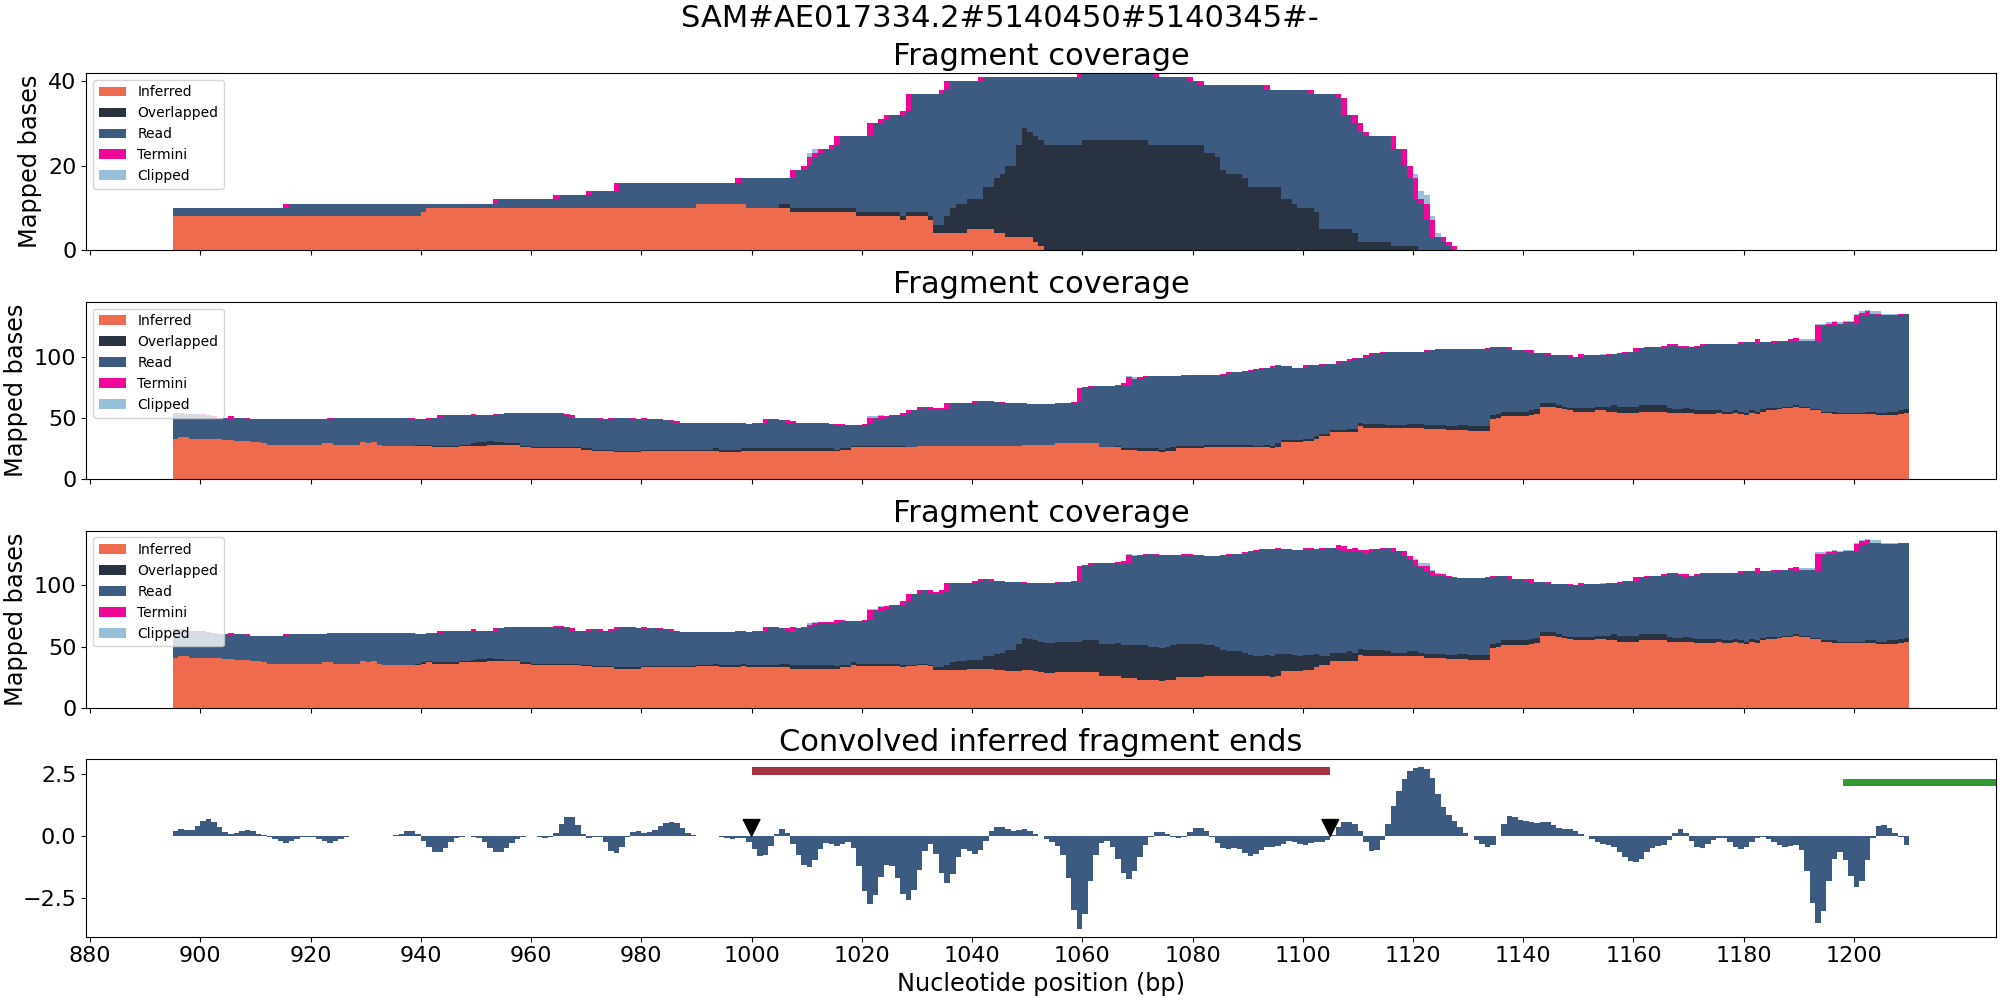 SAM#AE017334.2#5140450#5140345#-
Fragment coverage
Mapped bases
40
20
0
Inferred
Overlapped
Read
Termini
Clipped
Fragment coverage
Mapped bases
100
50
0
Inferred
Overlapped
Read
Termini
Clipped
Fragment coverage
Mapped bases
100
50
0
Inferred
Overlapped
Read
Termini
Clipped
Convolved inferred fragment ends
2.5
0.0
−2.5
880 900 920 940 960 980 1000 1020 1040 1060 1080 1100 1120 1140 1160 1180 1200
Nucleotide position (bp)